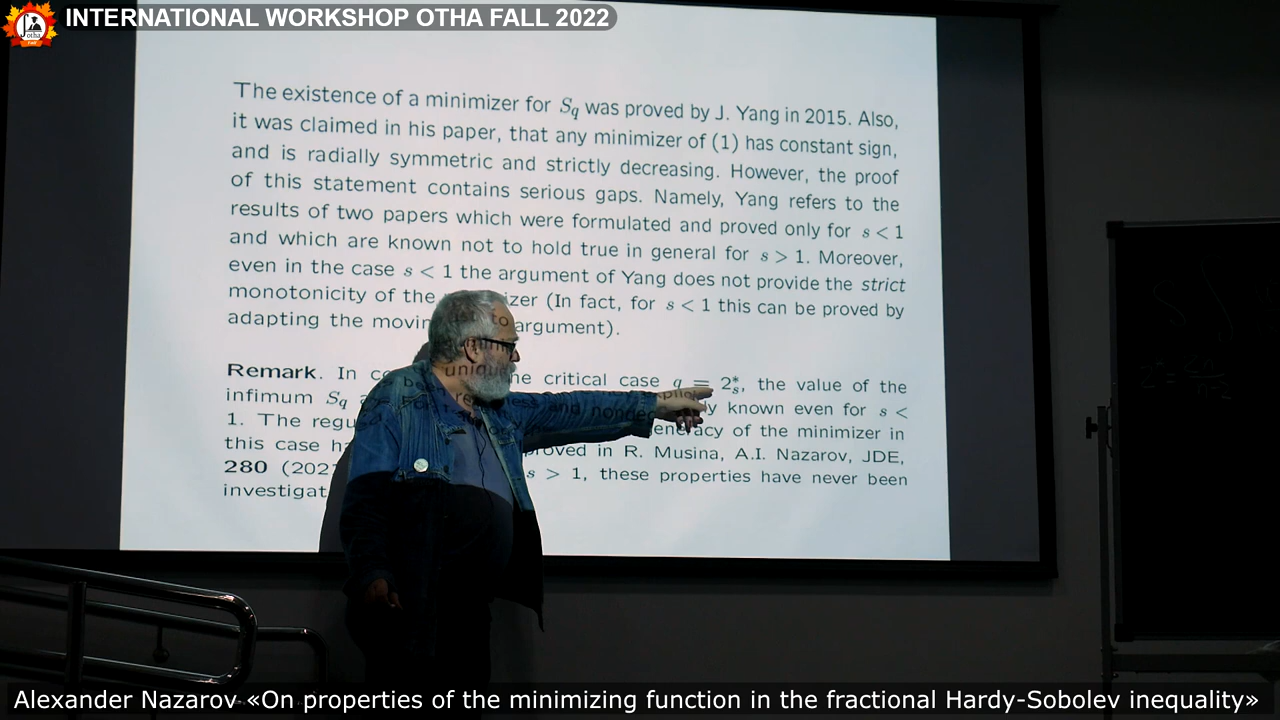 INTERNATIONAL WORKSHOP OTHA FALL 2022
otha
The existence of a minimizer for S_q was proved by J. Yang in 2015. Also,
it was claimed in his paper, that any minimizer of (1) has constant sign,
and is radially symmetric and strictly decreasing. However, the proof
of this statement contains serious gaps. Namely, Yang refers to the
results of two papers which were formulated and proved only for s < 1
and which are known not to hold true in general for s > 1. Moreover,
even in the case s < 1 the argument of Yang does not provide the strict
monotonicity of the izer (In fact, for s < 1 this can be proved by
adapting the movin argument).
Remark. In co he critical case q = 2*_s, the value of the
infimum S_q known even for s <
1. The regu eneracy of the minimizer in
this case ha proved in R. Musina, A.I. Nazarov, JDE,
280 (202 s > 1, these properties have never been
investigat
Alexander Nazarov «On properties of the minimizing function in the fractional Hardy-Sobolev inequality»